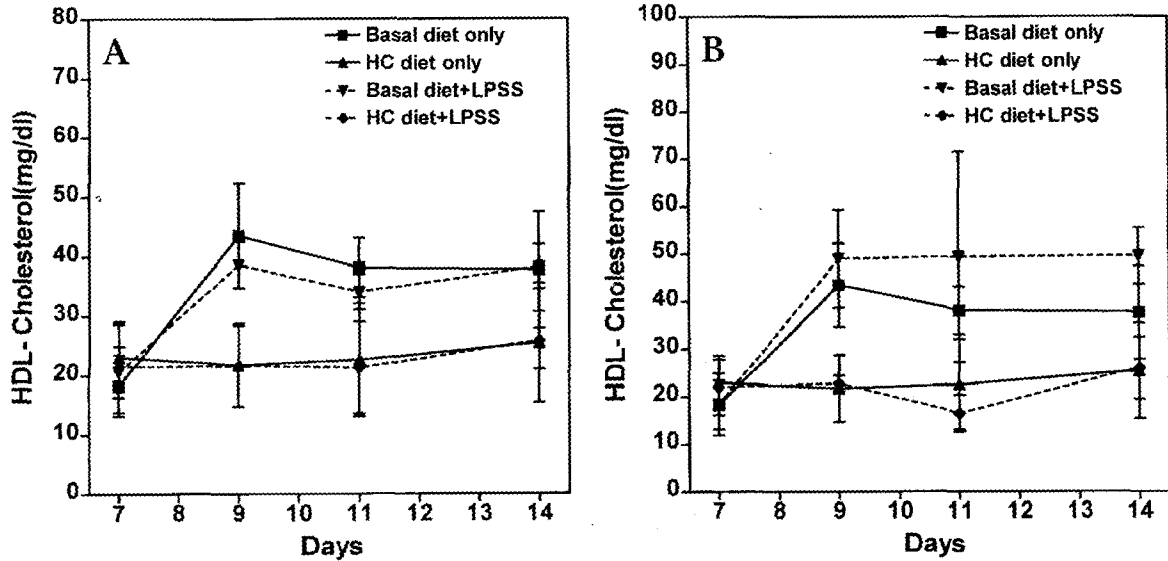 A
Basal diet only
HC diet only
Basal diet+LPSS
HC diet+LPSS
HDL- Cholesterol(mg/dl)
80
70
60
50
40
30
20
10
0
7 8 9 10 11 12 13 14
Days
B
Basal diet only
HC diet only
Basal diet+LPSS
HC diet+LPSS
HDL- Cholesterol(mg/dl)
100
90
80
70
60
50
40
30
20
10
0
7 8 9 10 11 12 13 14
Days